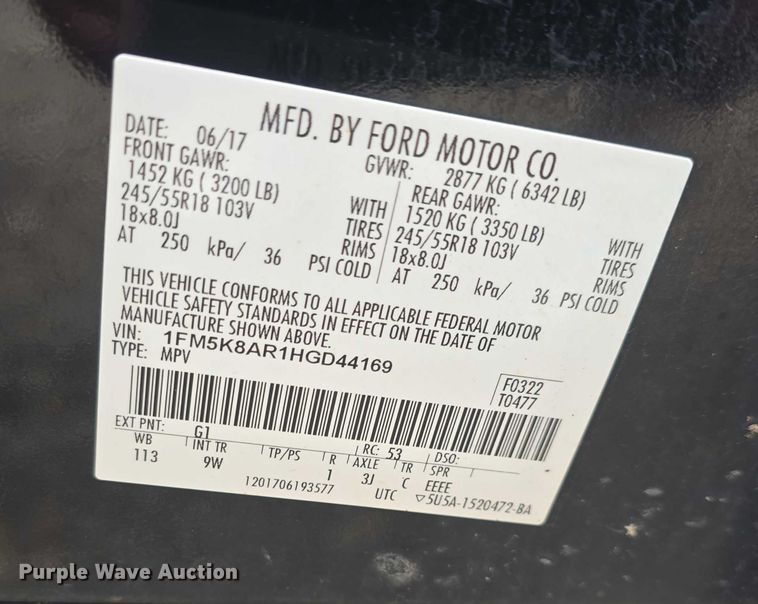 MFD. BY FORD MOTOR CO.
DATE: 06/17 GVWR: 2877 KG ( 6342 LB)
FRONT GAWR: REAR GAWR:
1452 KG ( 3200 LB) WITH 1520 KG ( 3350 LB) WITH
245/55R18 103V TIRES 245/55R18 103V TIRES
18x8.0J RIMS 18x8.0J RIMS
AT 250 kPa/ 36 PSI COLD AT 250 kPa/ 36 PSI COLD
THIS VEHICLE CONFORMS TO ALL APPLICABLE FEDERAL MOTOR
VEHICLE SAFETY STANDARDS IN EFFECT ON THE DATE OF
MANUFACTURE SHOWN ABOVE.
VIN: 1FM5K8AR1HGD44169
TYPE: MPV
F0322
T0477
EXT PNT: G1 RC: 53 DSO:
WB INT TR TP/PS R AXLE TR SPR
113 9W 1 3J C EEEE
1201706193577 UTC ▽5U5A-1520472-BA
Purple Wave Auction